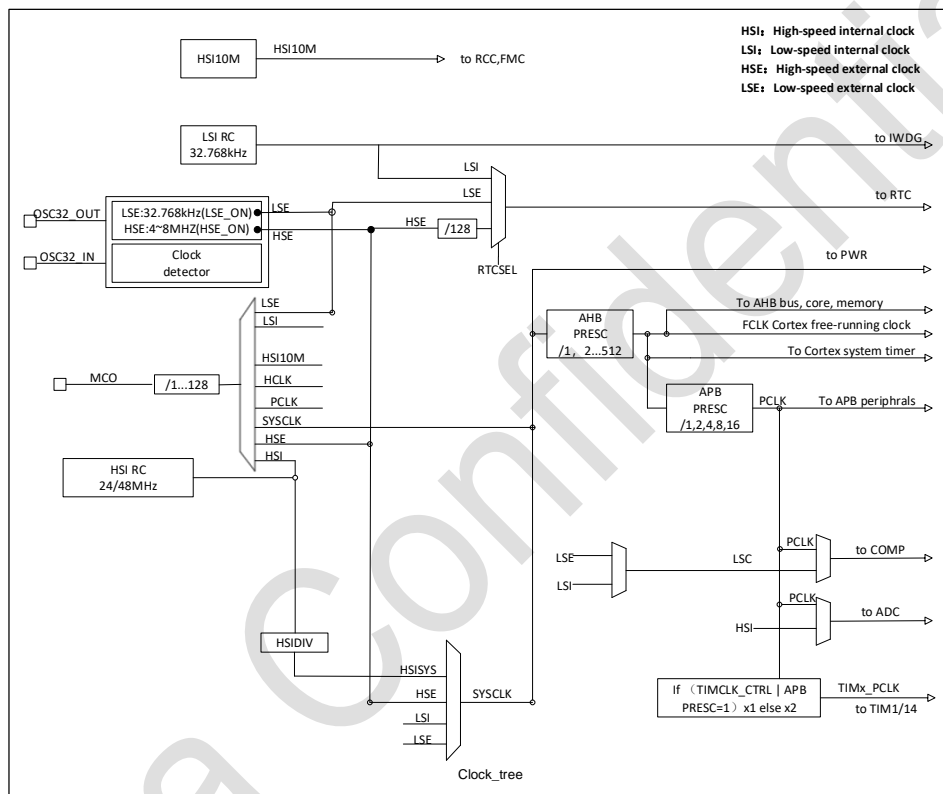 HSI： High-speed internal clock
LSI： Low-speed internal clock
HSE： High-speed external clock
LSE： Low-speed external clock
HSI10M
HSI10M
to RCC,FMC
LSI RC
32.768kHz
to IWDG
LSI
LSE
to RTC
OSC32_OUT
LSE:32.768kHz(LSE_ON)
HSE:4~8MHZ(HSE_ON)
LSE
HSE
HSE
/128
OSC32_IN
Clock
detector
RTCSEL
to PWR
LSE
LSI
HSI10M
HCLK
PCLK
SYSCLK
HSE
HSI
MCO
/1...128
AHB
PRESC
/1，2...512
To AHB bus, core, memory
FCLK Cortex free-running clock
To Cortex system timer
APB
PRESC
/1,2,4,8,16
PCLK
To APB periphrals
HSI RC
24/48MHz
LSE
LSI
LSC
PCLK
to COMP
PCLK
HSI
to ADC
HSIDIV
HSISYS
HSE
LSI
LSE
SYSCLK
If （TIMCLK_CTRL | APB
PRESC=1）x1 else x2
TIMx_PCLK
to TIM1/14
Clock_tree
a Confidentia